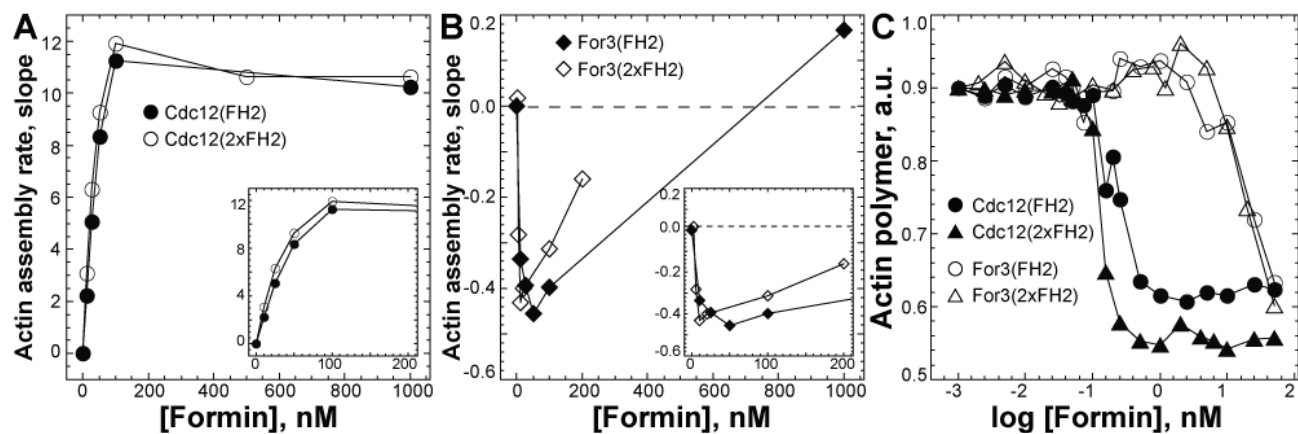 A
Actin assembly rate, slope
12
10
8
6
4
2
0
Cdc12(FH2)
Cdc12(2xFH2)
12
8
4
0
0 100 200
0 200 400 600 800 1000
[Formin], nM
B
Actin assembly rate, slope
0.2
0.0
-0.2
-0.4
-0.6
For3(FH2)
For3(2xFH2)
0.2
0.0
-0.2
-0.4
-0.6
0 100 200
0 200 400 600 800 1000
[Formin], nM
C
Actin polymer, a.u.
1.0
0.9
0.8
0.7
0.6
0.5
Cdc12(FH2)
Cdc12(2xFH2)
For3(FH2)
For3(2xFH2)
-3 -2 -1 0 1 2
log [Formin], nM